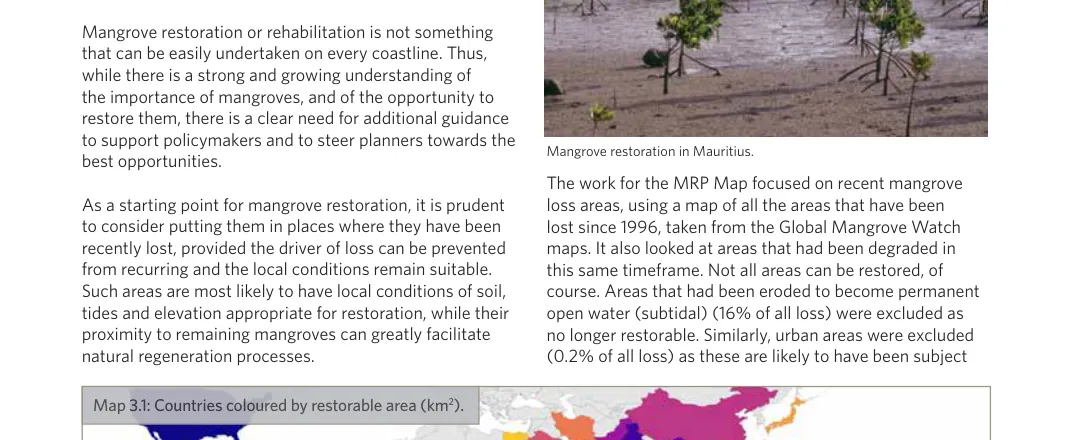 Mangrove restoration or rehabilitation is not something
that can be easily undertaken on every coastline. Thus,
while there is a strong and growing understanding of
the importance of mangroves, and of the opportunity to
restore them, there is a clear need for additional guidance
to support policymakers and to steer planners towards the
best opportunities.
As a starting point for mangrove restoration, it is prudent
to consider putting them in places where they have been
recently lost, provided the driver of loss can be prevented
from recurring and the local conditions remain suitable.
Such areas are most likely to have local conditions of soil,
tides and elevation appropriate for restoration, while their
proximity to remaining mangroves can greatly facilitate
natural regeneration processes.
Mangrove restoration in Mauritius.
The work for the MRP Map focused on recent mangrove
loss areas, using a map of all the areas that have been
lost since 1996, taken from the Global Mangrove Watch
maps. It also looked at areas that had been degraded in
this same timeframe. Not all areas can be restored, of
course. Areas that had been eroded to become permanent
open water (subtidal) (16% of all loss) were excluded as
no longer restorable. Similarly, urban areas were excluded
(0.2% of all loss) as these are likely to have been subject
Map 3.1: Countries coloured by restorable area (km²).